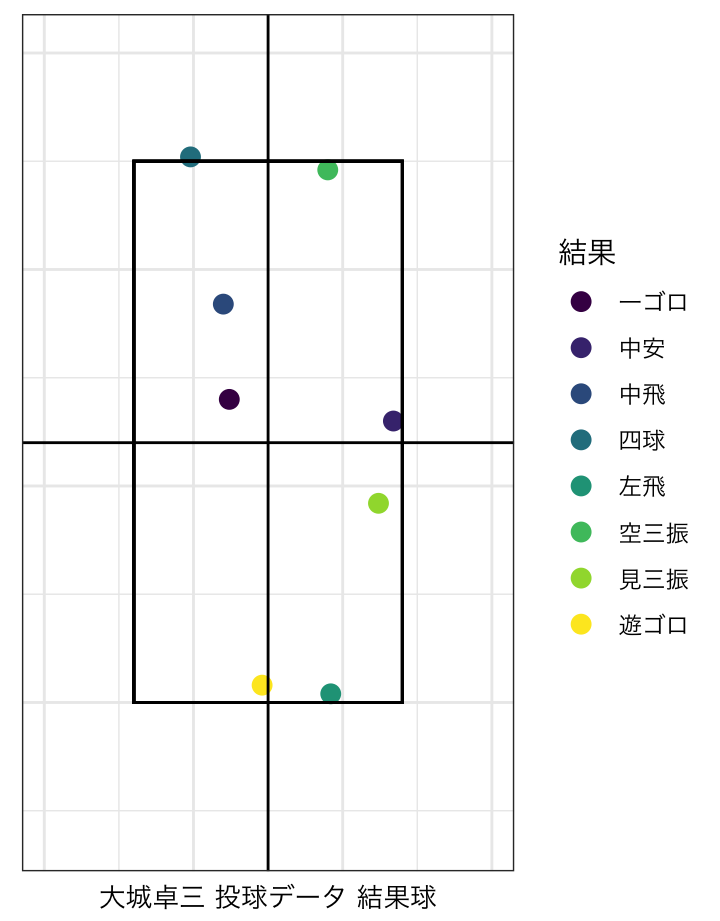 結果
一ゴロ
中安
中飛
四球
左飛
空三振
見三振
遊ゴロ
大城卓三 投球データ 結果球